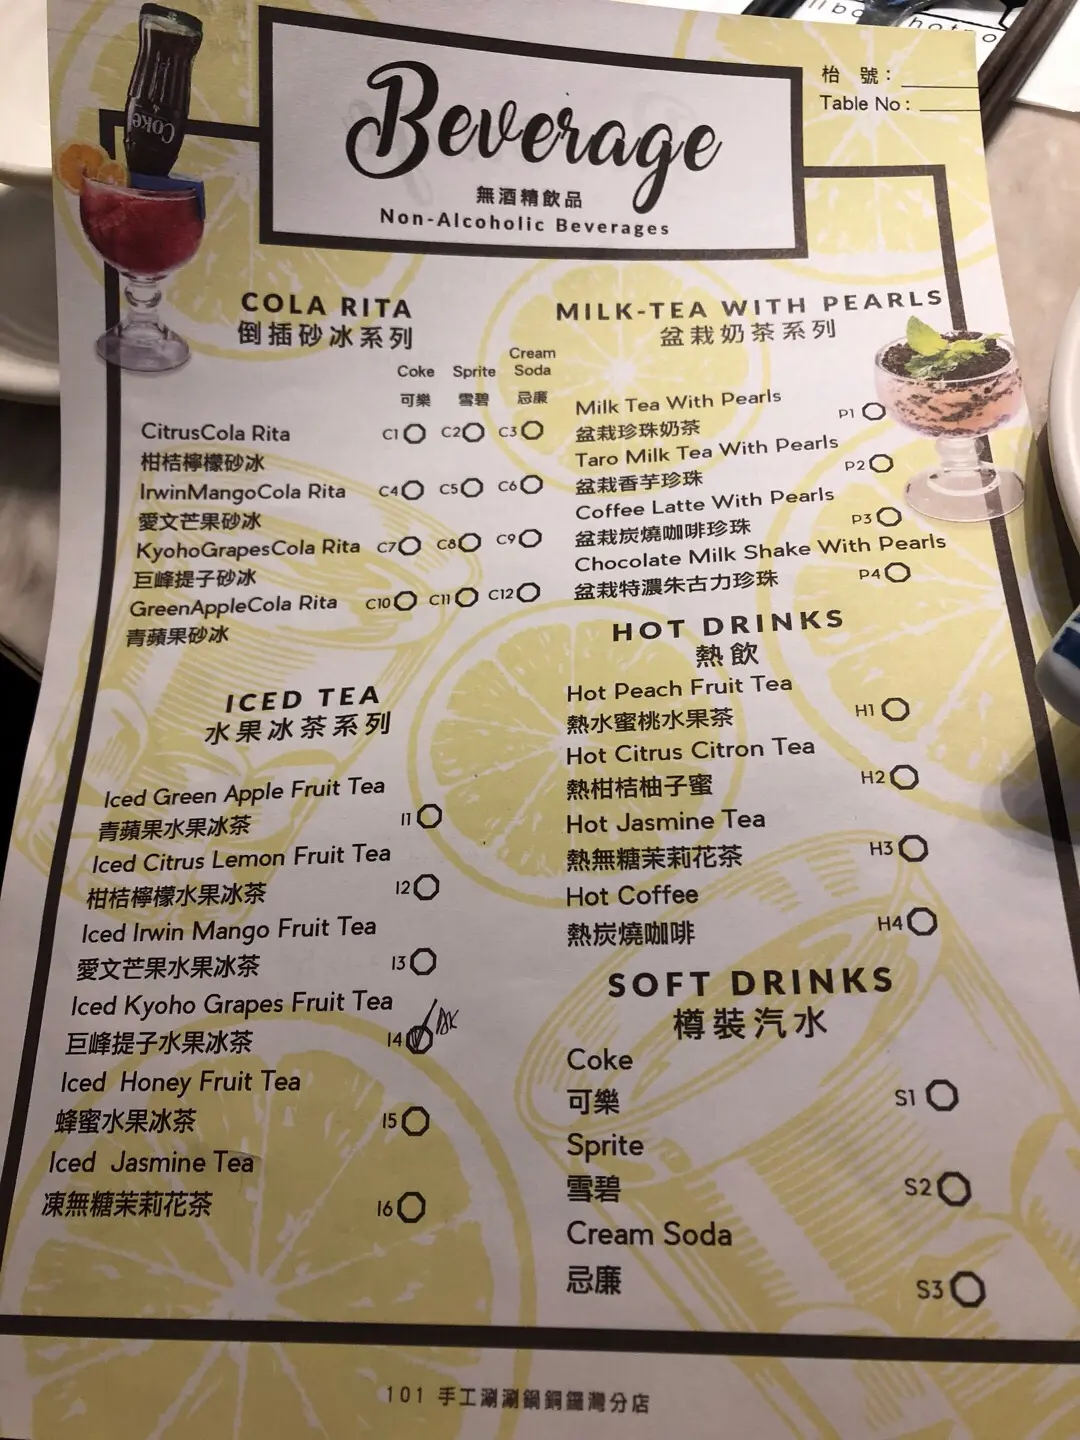 Beverage
無酒精飲品
Non-Alcoholic Beverages
枱 號：
Table No :
Coke
COLA RITA
倒插砂冰系列
Coke Sprite Cream Soda
可樂 雪碧 忌廉
CitrusCola Rita C1 C2 C3
柑桔檸檬砂冰
IrwinMangoCola Rita C4 C5 C6
愛文芒果砂冰
KyohoGrapesCola Rita C7 C8 C9
巨峰提子砂冰
GreenAppleCola Rita C10 C11 C12
青蘋果砂冰
ICED TEA
水果冰茶系列
Iced Green Apple Fruit Tea
青蘋果水果冰茶 I1
Iced Citrus Lemon Fruit Tea
柑桔檸檬水果冰茶 I2
Iced Irwin Mango Fruit Tea
愛文芒果水果冰茶 I3
Iced Kyoho Grapes Fruit Tea
巨峰提子水果冰茶 I4
Iced Honey Fruit Tea
蜂蜜水果冰茶 I5
Iced Jasmine Tea
凍無糖茉莉花茶 I6
MILK-TEA WITH PEARLS
盆栽奶茶系列
Milk Tea With Pearls P1
盆栽珍珠奶茶
Taro Milk Tea With Pearls P2
盆栽香芋珍珠
Coffee Latte With Pearls P3
盆栽炭燒咖啡珍珠
Chocolate Milk Shake With Pearls
盆栽特濃朱古力珍珠 P4
HOT DRINKS
熱飲
Hot Peach Fruit Tea
熱水蜜桃水果茶 H1
Hot Citrus Citron Tea
熱柑桔柚子蜜 H2
Hot Jasmine Tea
熱無糖茉莉花茶 H3
Hot Coffee
熱炭燒咖啡 H4
SOFT DRINKS
樽裝汽水
Coke
可樂 S1
Sprite
雪碧 S2
Cream Soda
忌廉 S3
101 手工涮涮鍋銅鑼灣分店